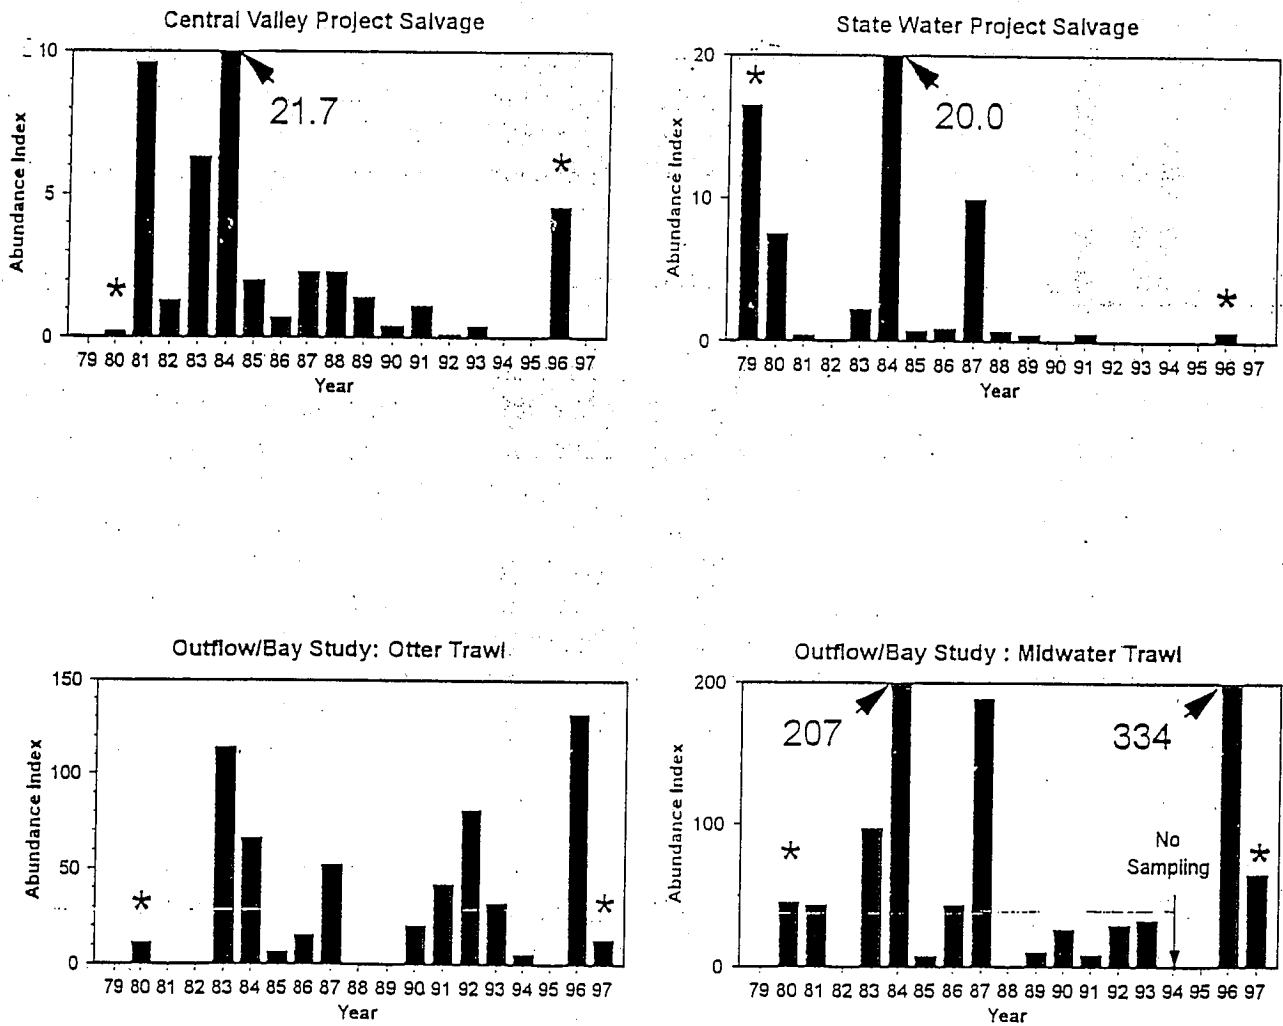 Central Valley Project Salvage
10
5
0
Abundance Index
21.7
*
*
79 80 81 82 83 84 85 86 87 88 89 90 91 92 93 94 95 96 97
Year
State Water Project Salvage
20
10
0
Abundance Index
*
20.0
*
79 80 81 82 83 84 85 86 87 88 89 90 91 92 93 94 95 96 97
Year
Outflow/Bay Study: Otter Trawl
150
100
50
0
Abundance Index
*
*
79 80 81 82 83 84 85 86 87 88 89 90 91 92 93 94 95 96 97
Year
Outflow/Bay Study : Midwater Trawl
200
100
0
Abundance Index
207
334
*
No
Sampling
*
79 80 81 82 83 84 85 86 87 88 89 90 91 92 93 94 95 96 97
Year